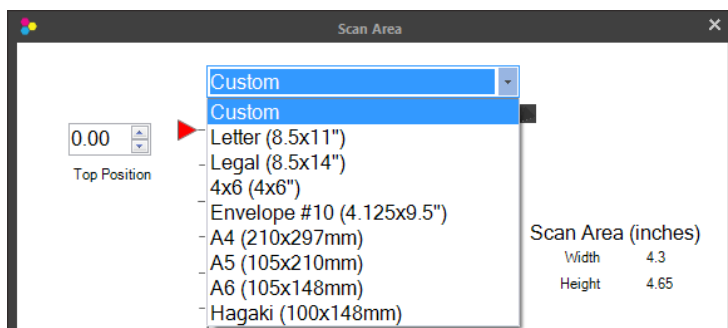 Scan Area
Custom
Custom
Letter (8.5x11")
Legal (8.5x14")
4x6 (4x6")
Envelope #10 (4.125x9.5")
A4 (210x297mm)
A5 (105x210mm)
A6 (105x148mm)
Hagaki (100x148mm)
0.00
Top Position
Scan Area (inches)
Width 4.3
Height 4.65